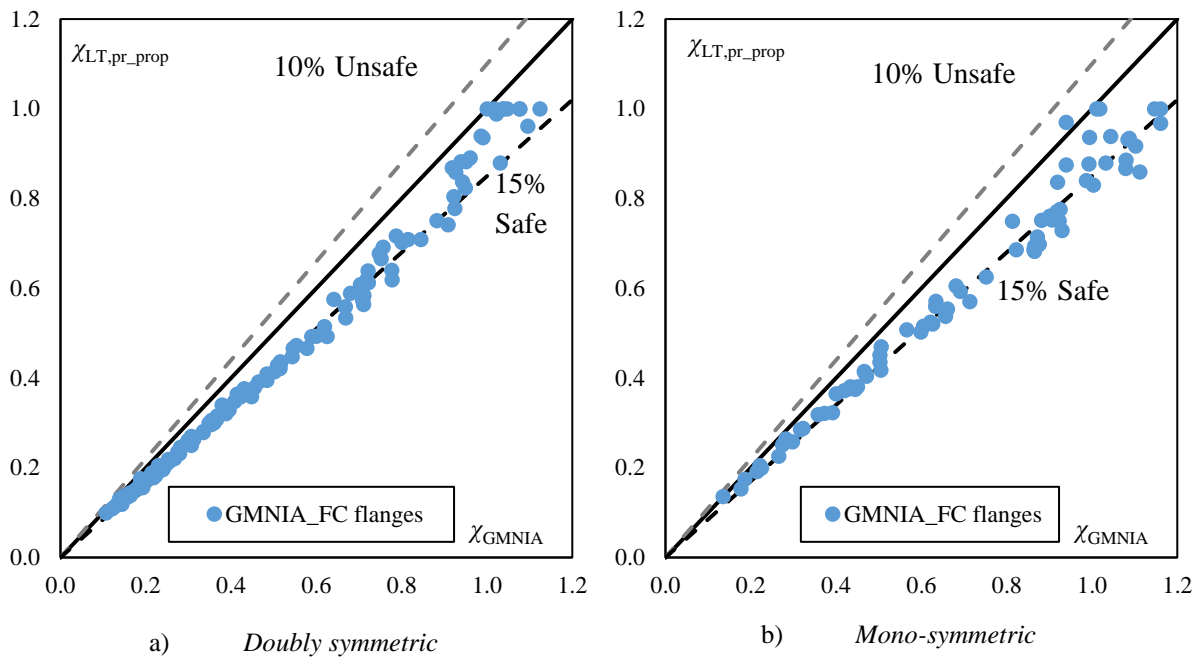 1.2
1.0
0.8
0.6
0.4
0.2
0.0
χLT,pr_prop
10% Unsafe
15%
Safe
GMNIA_FC flanges
χGMNIA
0.0 0.2 0.4 0.6 0.8 1.0 1.2
a) Doubly symmetric
1.2
1.0
0.8
0.6
0.4
0.2
0.0
χLT,pr_prop
10% Unsafe
15% Safe
GMNIA_FC flanges
χGMNIA
0.0 0.2 0.4 0.6 0.8 1.0 1.2
b) Mono-symmetric